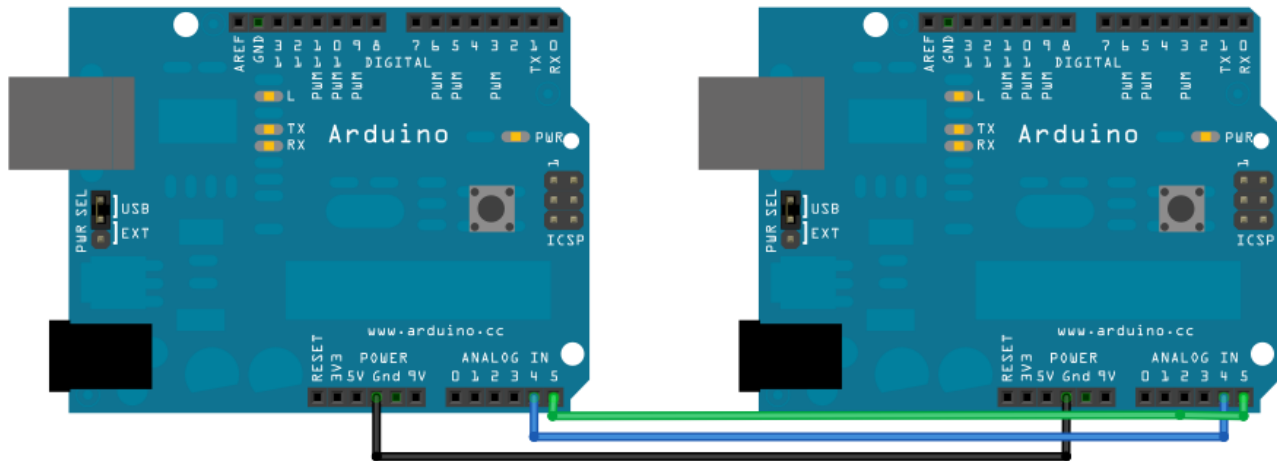 AREF GND 13 12 11 10 9 8 7 6 5 4 3 2 1 0
PWM PWM PWM DIGITAL PWM PWM PWM TX RX
L
TX
RX
Arduino
PWR
1
ICSP
PWR SEL
USB
EXT
www.arduino.cc
POWER ANALOG IN
RESET 3V3 5V Gnd 9V 0 1 2 3 4 5
AREF GND 13 12 11 10 9 8 7 6 5 4 3 2 1 0
PWM PWM PWM DIGITAL PWM PWM PWM TX RX
L
TX
RX
Arduino
PWR
1
ICSP
PWR SEL
USB
EXT
www.arduino.cc
POWER ANALOG IN
RESET 3V3 5V Gnd 9V 0 1 2 3 4 5